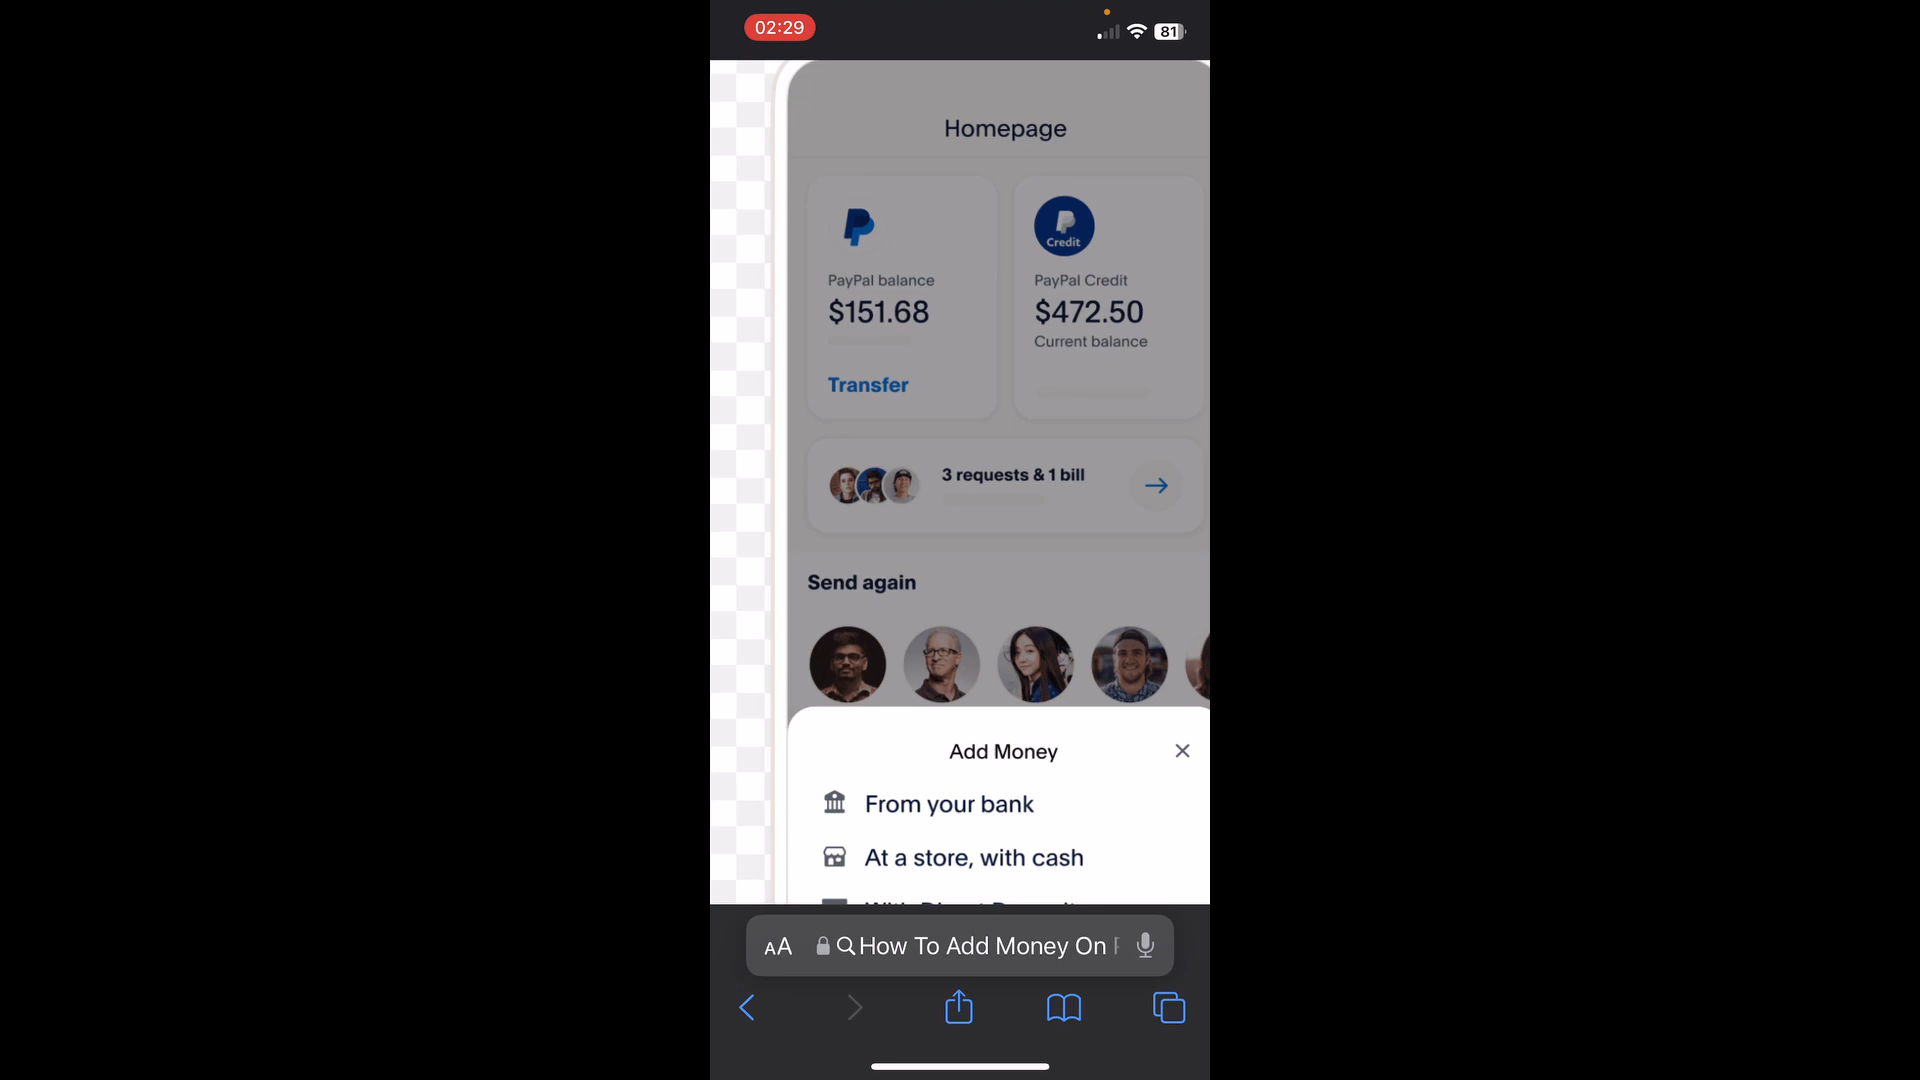 02:29
81
Homepage
Credit
PayPal balance
$151.68
Transfer
PayPal Credit
$472.50
Current balance
3 requests & 1 bill
Send again
Add Money
From your bank
At a store, with cash
AA
How To Add Money On